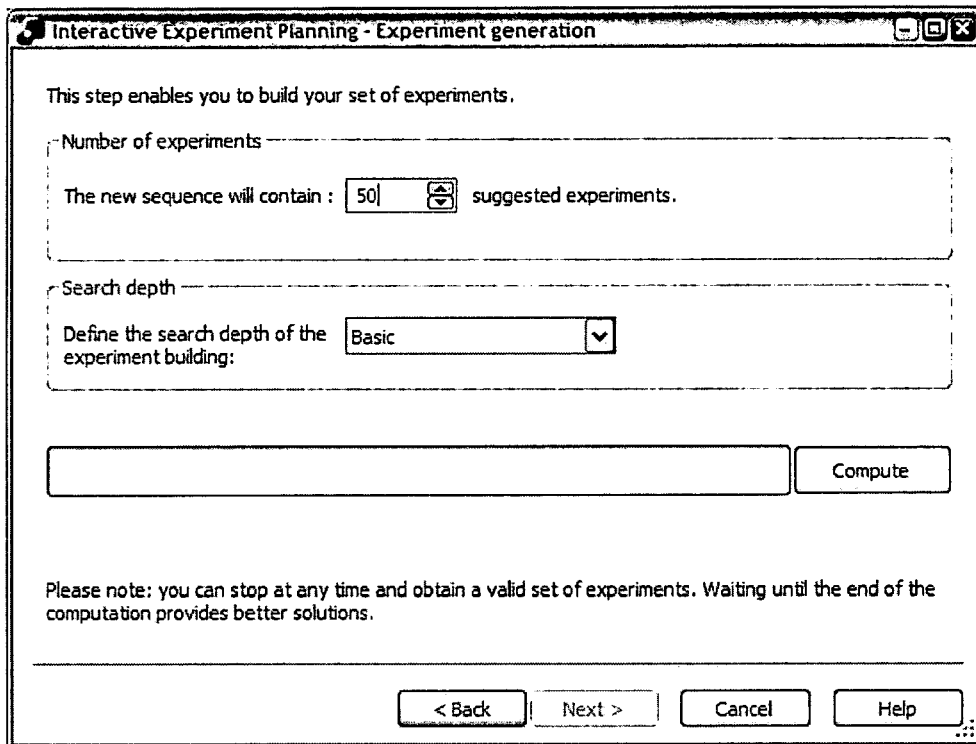 Interactive Experiment Planning - Experiment generation
This step enables you to build your set of experiments.
Number of experiments
The new sequence will contain : 50 suggested experiments.
Search depth
Define the search depth of the
experiment building:
Basic
Compute
Please note: you can stop at any time and obtain a valid set of experiments. Waiting until the end of the
computation provides better solutions.
< Back Next > Cancel Help